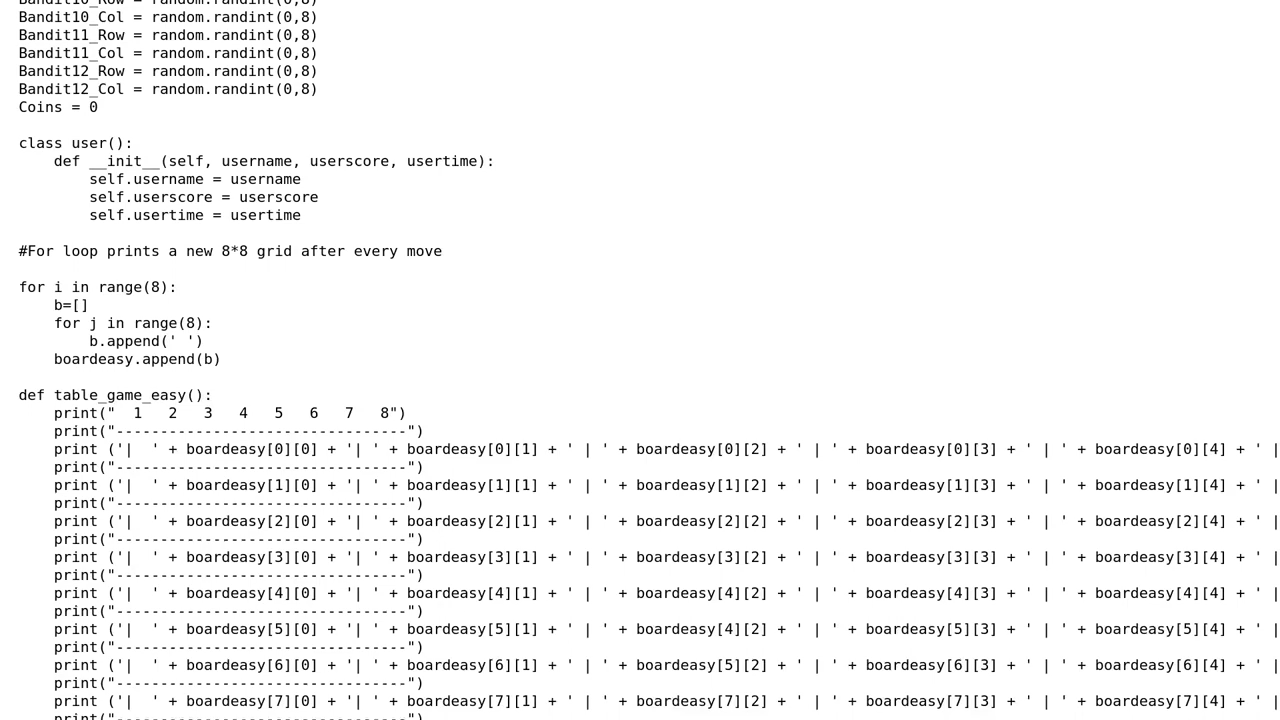 Bandit10_Row = random.randint(0,8)
Bandit10_Col = random.randint(0,8)
Bandit11_Row = random.randint(0,8)
Bandit11_Col = random.randint(0,8)
Bandit12_Row = random.randint(0,8)
Bandit12_Col = random.randint(0,8)
Coins = 0

class user():
    def __init__(self, username, userscore, usertime):
        self.username = username
        self.userscore = userscore
        self.usertime = usertime

#For loop prints a new 8*8 grid after every move

for i in range(8):
    b=[]
    for j in range(8):
        b.append(' ')
    boardeasy.append(b)

def table_game_easy():
    print("  1   2   3   4   5   6   7   8")
    print("---------------------------------")
    print ('|  ' + boardeasy[0][0] + '| ' + boardeasy[0][1] + ' | ' + boardeasy[0][2] + ' | ' + boardeasy[0][3] + ' | ' + boardeasy[0][4] + ' |
    print("---------------------------------")
    print ('|  ' + boardeasy[1][0] + '| ' + boardeasy[1][1] + ' | ' + boardeasy[1][2] + ' | ' + boardeasy[1][3] + ' | ' + boardeasy[1][4] + ' |
    print("---------------------------------")
    print ('|  ' + boardeasy[2][0] + '| ' + boardeasy[2][1] + ' | ' + boardeasy[2][2] + ' | ' + boardeasy[2][3] + ' | ' + boardeasy[2][4] + ' |
    print("---------------------------------")
    print ('|  ' + boardeasy[3][0] + '| ' + boardeasy[3][1] + ' | ' + boardeasy[3][2] + ' | ' + boardeasy[3][3] + ' | ' + boardeasy[3][4] + ' |
    print("---------------------------------")
    print ('|  ' + boardeasy[4][0] + '| ' + boardeasy[4][1] + ' | ' + boardeasy[4][2] + ' | ' + boardeasy[4][3] + ' | ' + boardeasy[4][4] + ' |
    print("---------------------------------")
    print ('|  ' + boardeasy[5][0] + '| ' + boardeasy[5][1] + ' | ' + boardeasy[4][2] + ' | ' + boardeasy[5][3] + ' | ' + boardeasy[5][4] + ' |
    print("---------------------------------")
    print ('|  ' + boardeasy[6][0] + '| ' + boardeasy[6][1] + ' | ' + boardeasy[5][2] + ' | ' + boardeasy[6][3] + ' | ' + boardeasy[6][4] + ' |
    print("---------------------------------")
    print ('|  ' + boardeasy[7][0] + '| ' + boardeasy[7][1] + ' | ' + boardeasy[7][2] + ' | ' + boardeasy[7][3] + ' | ' + boardeasy[7][4] + ' |
    print("---------------------------------")